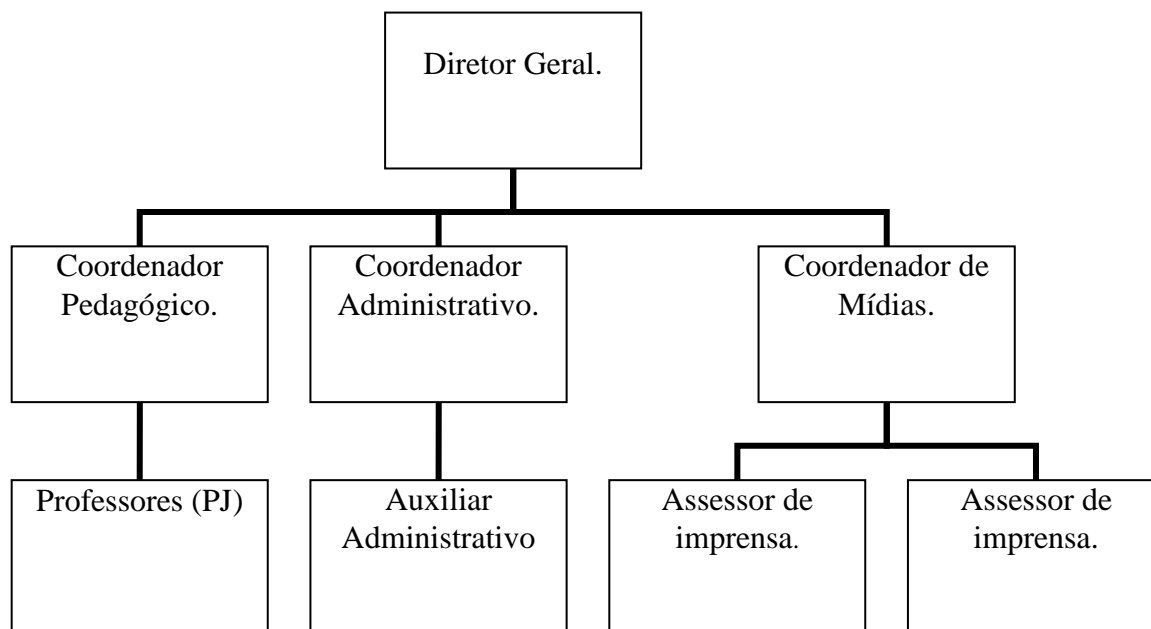 Diretor Geral.
Coordenador
Pedagógico.
Coordenador
Administrativo.
Coordenador de
Mídias.
Professores (PJ)
Auxiliar
Administrativo
Assessor de
imprensa.
Assessor de
imprensa.